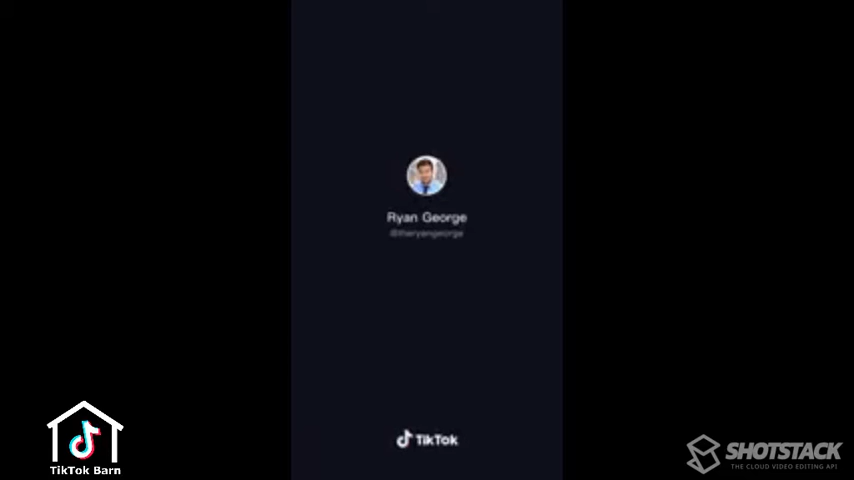 Ryan George
@theryangeorge
TikTok
TikTok Barn
SHOTSTACK
THE CLOUD VIDEO EDITING API